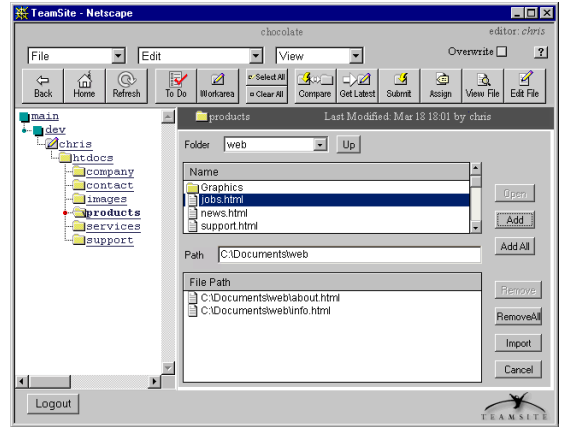 TeamSite - Netscape
chocolate editor: chris
File Edit View Overwrite ?
Back Home Refresh To Do Workarea Select All Clear All Compare Get Latest Submit Assign View File Edit File
main
dev
chris
htdocs
company
contact
images
products
services
support
products Last Modified: Mar 18 18:01 by chris
Folder web Up
Name
Graphics
jobs.html
news.html
support.html
Open
Add
Add All
Path C:\Documents\web
File Path
C:\Documents\web\about.html
C:\Documents\web\info.html
Remove
RemoveAll
Import
Cancel
Logout
TEAMSITE